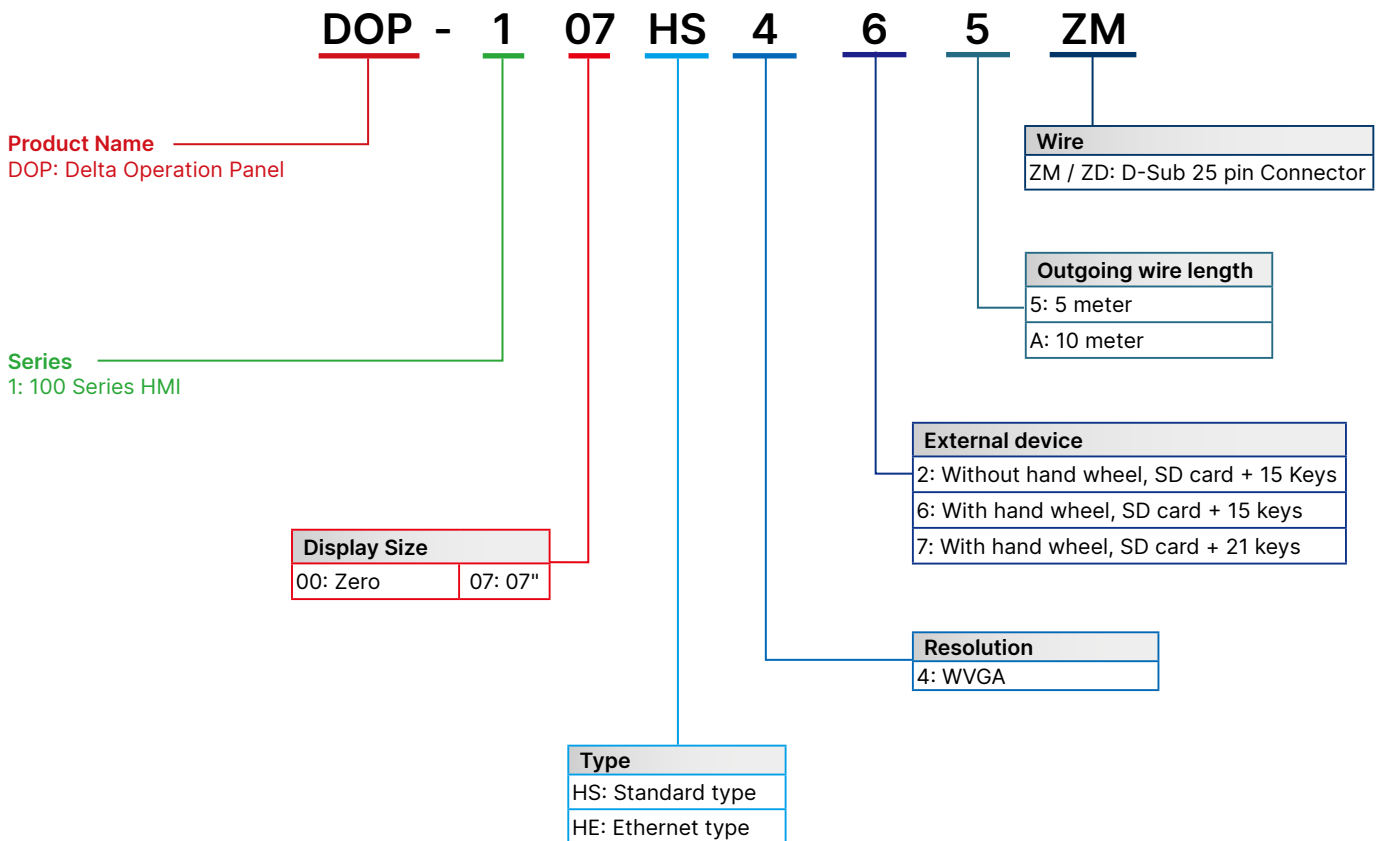 DOP - 1 07 HS 4 6 5 ZM
Product Name
DOP: Delta Operation Panel
Wire
ZM / ZD: D-Sub 25 pin Connector
Outgoing wire length
5: 5 meter
A: 10 meter
Series
1: 100 Series HMI
External device
2: Without hand wheel, SD card + 15 Keys
6: With hand wheel, SD card + 15 keys
7: With hand wheel, SD card + 21 keys
Display Size
00: Zero 07: 07"
Resolution
4: WVGA
Type
HS: Standard type
HE: Ethernet type